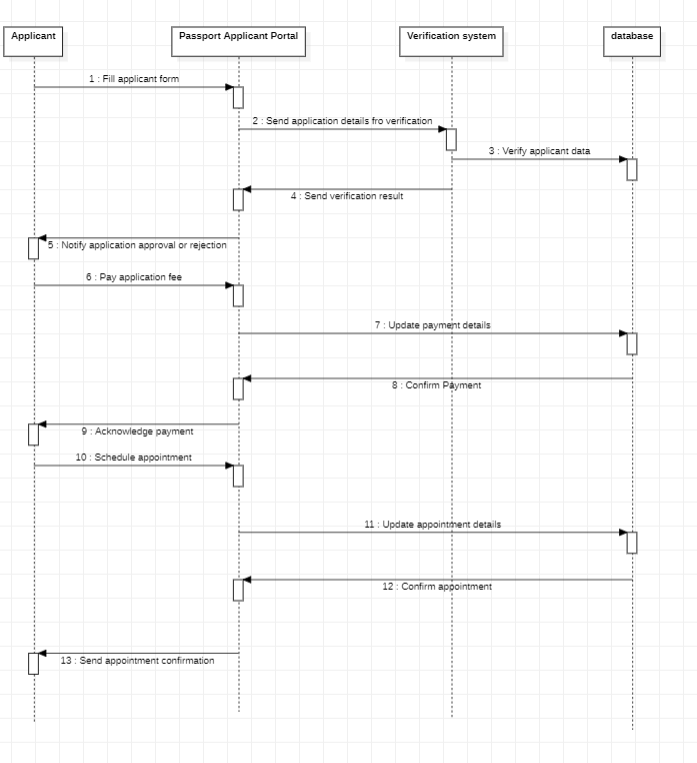 Applicant
Passport Applicant Portal
Verification system
database
1 : Fill applicant form
2 : Send application details fro verification
3 : Verify applicant data
4 : Send verification result
5 : Notify application approval or rejection
6 : Pay application fee
7 : Update payment details
8 : Confirm Payment
9 : Acknowledge payment
10 : Schedule appointment
11 : Update appointment details
12 : Confirm appointment
13 : Send appointment confirmation